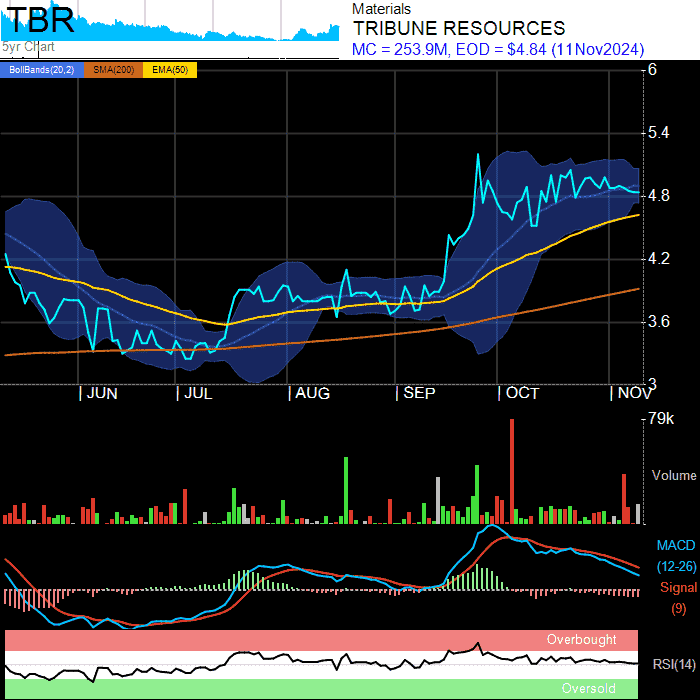 TBR
5yr Chart
Materials
TRIBUNE RESOURCES
MC = 253.9M, EOD = $4.84 (11Nov2024)
BollBands(20,2) SMA(200) EMA(50)
6
5.4
4.8
4.2
3.6
3
JUN JUL AUG SEP OCT NOV
79k
Volume
MACD
(12-26)
Signal
(9)
Overbought
RSI(14)
Oversold